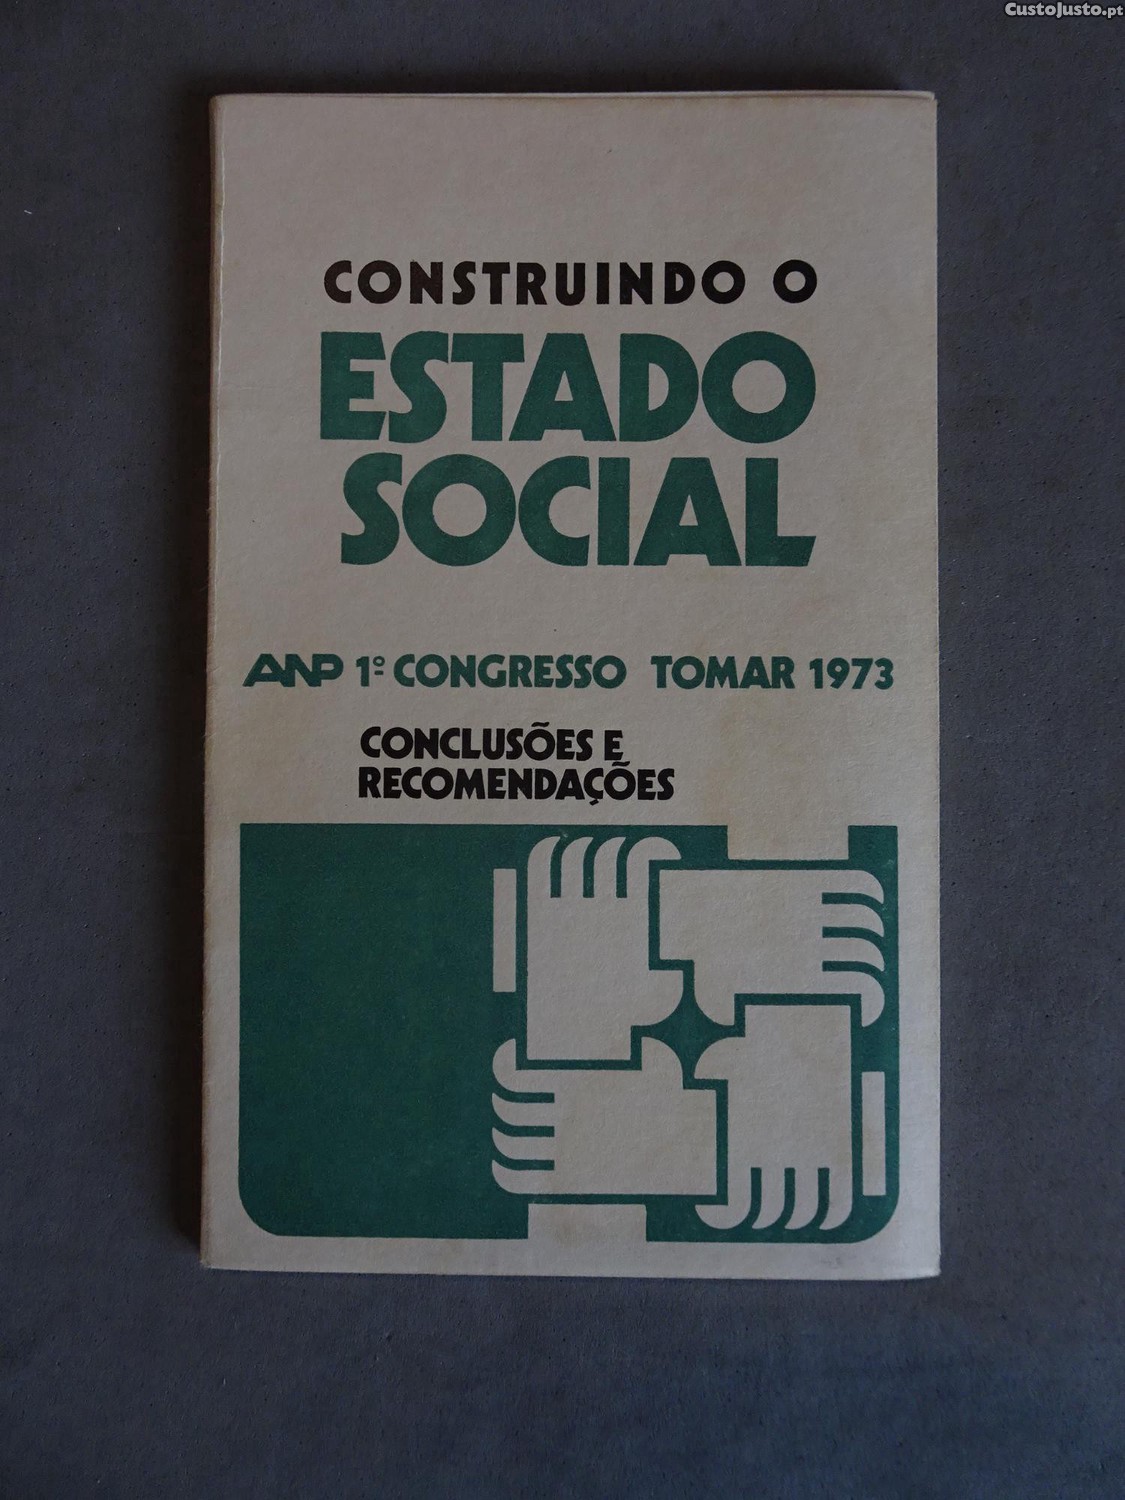 CustoJusto.pt
CONSTRUINDO O
ESTADO
SOCIAL
ANP 1º CONGRESSO TOMAR 1973
CONCLUSÕES E
RECOMENDAÇÕES